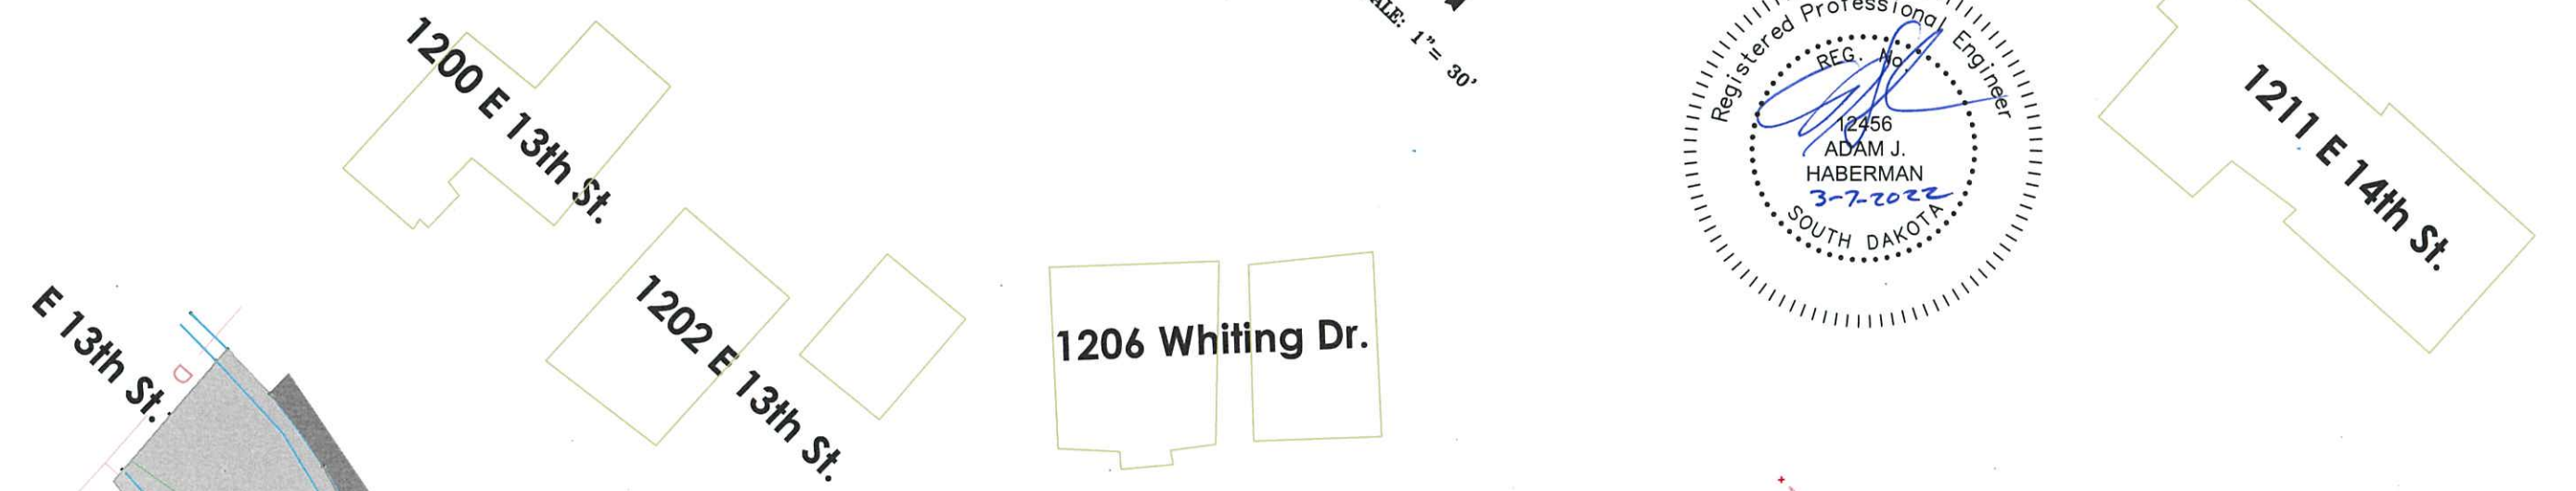 1200 E 13th St.
ALE: 1"= 30'
Registered Professional Engineer
REG. No.
12456
ADAM J.
HABERMAN
3-7-2022
SOUTH DAKOTA
1211 E 14th St.
E 13th St.
D
1202 E 13th St.
1206 Whiting Dr.